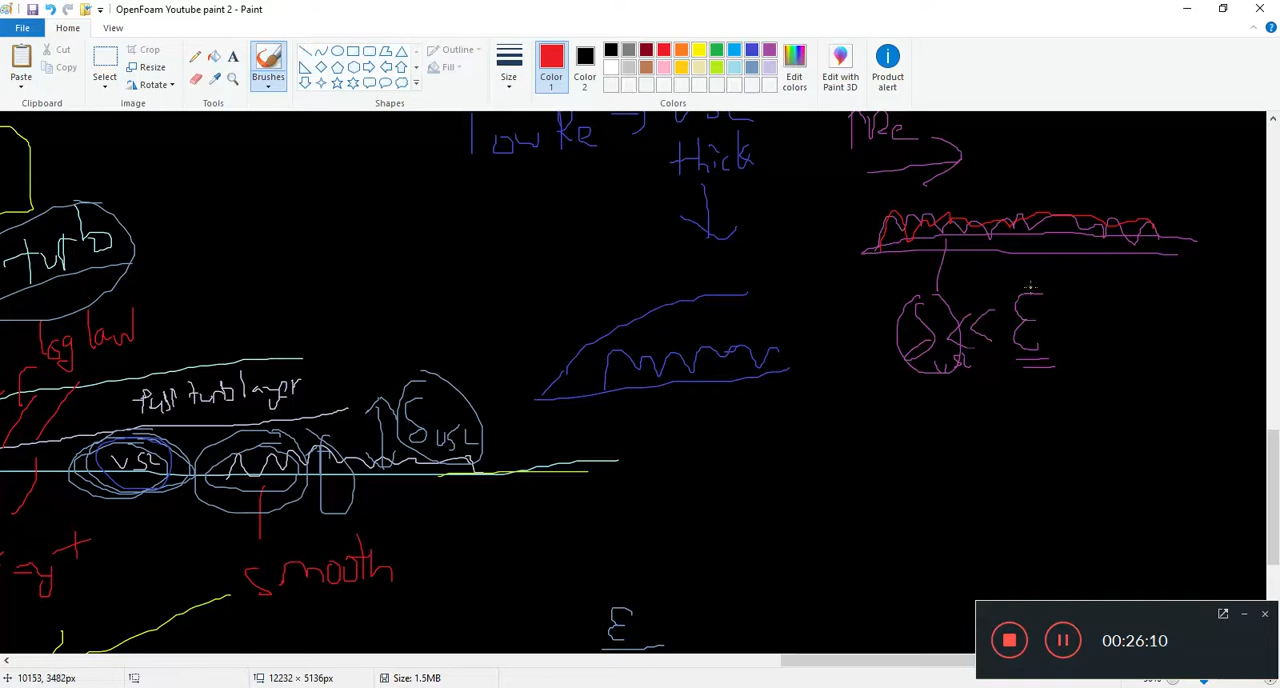 OpenFoam Youtube paint 2 - Paint
File
Home
View
Paste
Cut
Copy
Clipboard
Select
Crop
Resize
Rotate
Image
Tools
Brushes
Shapes
Outline
Fill
Size
Color 1
Color 2
Edit colors
Colors
Edit with Paint 3D
Product alert
low Re →
thick
Re
turb
log law
full turb layer
VSL
δ VSL
δ VSL << ε
= y+
smooth
ε
00:26:10
10153, 3482px
12232 × 5136px
Size: 1.5MB